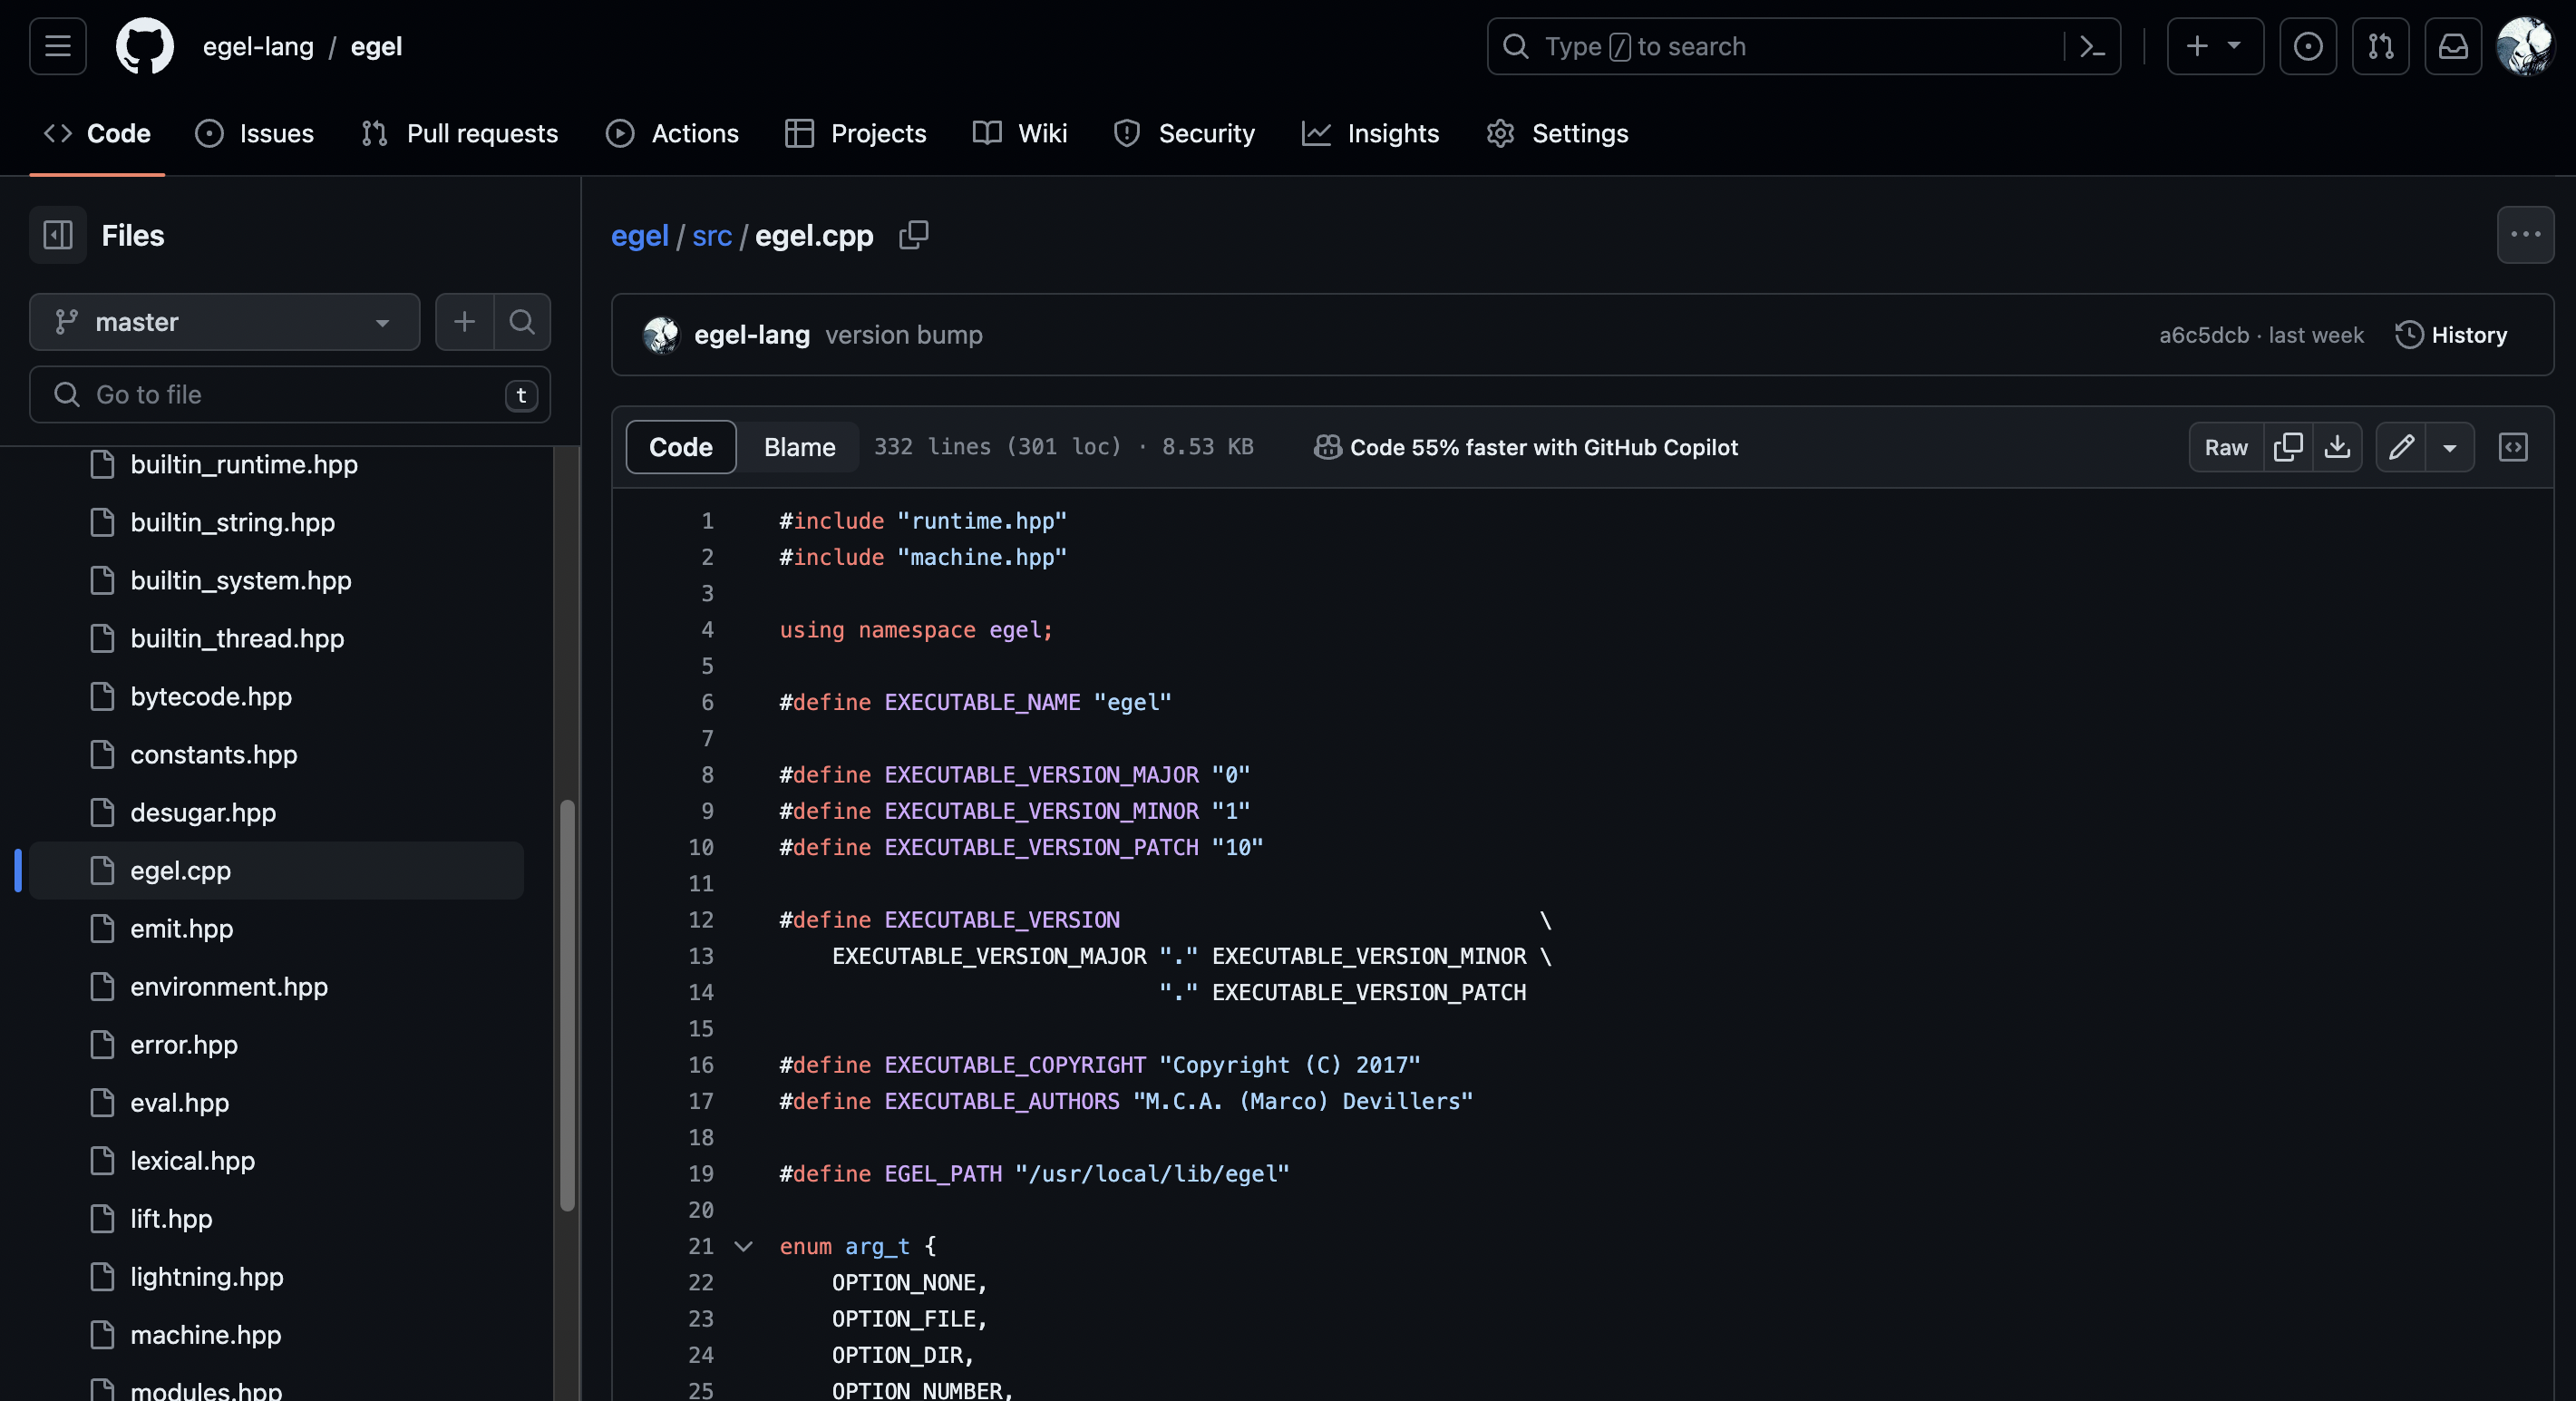 egel-lang / egel
Type / to search
Code Issues Pull requests Actions Projects Wiki Security Insights Settings
Files
master
Go to file t
builtin_runtime.hpp
builtin_string.hpp
builtin_system.hpp
builtin_thread.hpp
bytecode.hpp
constants.hpp
desugar.hpp
egel.cpp
emit.hpp
environment.hpp
error.hpp
eval.hpp
lexical.hpp
lift.hpp
lightning.hpp
machine.hpp
modules.hpp
egel / src / egel.cpp
egel-lang version bump a6c5dcb · last week History
Code Blame 332 lines (301 loc) · 8.53 KB Code 55% faster with GitHub Copilot Raw
1 #include "runtime.hpp"
2 #include "machine.hpp"
3
4 using namespace egel;
5
6 #define EXECUTABLE_NAME "egel"
7
8 #define EXECUTABLE_VERSION_MAJOR "0"
9 #define EXECUTABLE_VERSION_MINOR "1"
10 #define EXECUTABLE_VERSION_PATCH "10"
11
12 #define EXECUTABLE_VERSION \
13 EXECUTABLE_VERSION_MAJOR "." EXECUTABLE_VERSION_MINOR \
14 "." EXECUTABLE_VERSION_PATCH
15
16 #define EXECUTABLE_COPYRIGHT "Copyright (C) 2017"
17 #define EXECUTABLE_AUTHORS "M.C.A. (Marco) Devillers"
18
19 #define EGEL_PATH "/usr/local/lib/egel"
20
21 enum arg_t {
22 OPTION_NONE,
23 OPTION_FILE,
24 OPTION_DIR,
25 OPTION_NUMBER,